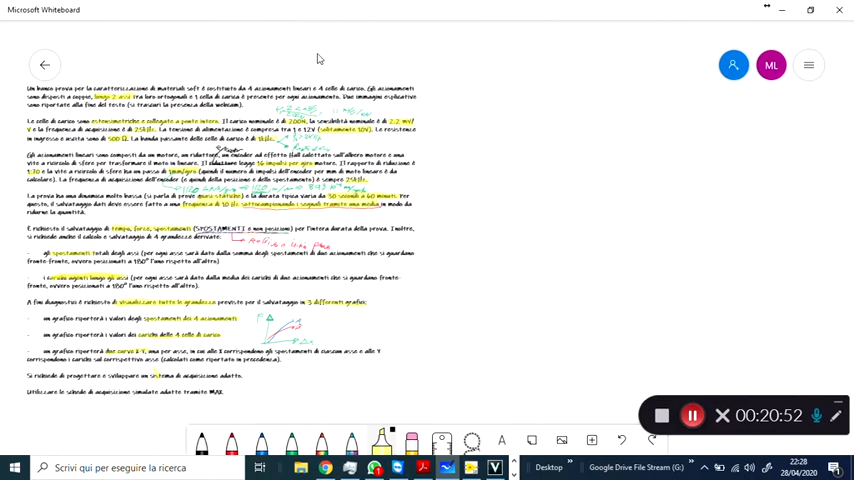 Microsoft Whiteboard
ML
Un banco prova per la caratterizzazione di materiali soft è costituito da 4 azionamenti lineari e 4 celle di carico. Gli azionamenti
sono disposti a coppie, lungo 2 assi tra loro ortogonali e 1 cella di carico è presente per ogni azionamento. Due immagini esplicative
sono riportate alla fine del testo (si trascuri la presenza della webcam).
Le celle di carico sono estensimetriche e collegate a ponte intero. Il carico nominale è di 200N, la sensibilità nominale è di 2.2 mV/
V e la frequenza di acquisizione è di 25kHz. La tensione di alimentazione è compresa tra 1 e 12V (solitamente 10V). Le resistenze
in ingresso e uscita sono di 500 Ω. La banda passante delle celle di carico è di 1kHz.
Gli azionamenti lineari sono composti da un motore, un riduttore, un encoder ad effetto Hall calettato sull'albero motore e una
vite a ricircolo di sfere per trasformare il moto in lineare. Il riduttore legge 16 impulsi per giro motore. Il rapporto di riduzione è
1:70 e la vite a ricircolo di sfere ha un passo di 1mm/giro (quindi il numero di impulsi dell'encoder per mm di moto lineare è da
calcolare). La frequenza di acquisizione dell'encoder (e quindi della posizione e dello spostamento) è sempre 25kHz.
La prova ha una dinamica molto bassa (si parla di prove quasi statiche) e la durata tipica varia da 30 secondi a 60 minuti. Per
questo, il salvataggio dati deve essere fatto a una frequenza di 10 Hz sottocampionando i segnali tramite una media in modo da
ridurne la quantità.
È richiesto il salvataggio di tempo, forze, spostamenti (SPOSTAMENTI e non posizioni) per l'intera durata della prova. Inoltre,
si richiede anche il calcolo e salvataggio di 4 grandezze derivate:
- gli spostamenti totali degli assi (per ogni asse sarà dato dalla somma degli spostamenti di due azionamenti che si guardano
fronte-fronte, ovvero posizionati a 180° l'uno rispetto all'altro)
- i carichi agenti lungo gli assi (per ogni asse sarà dato dalla media dei carichi di due azionamenti che si guardano fronte-
fronte, ovvero posizionati a 180° l'uno rispetto all'altro).
A fini diagnostici è richiesto di visualizzare tutte le grandezze previste per il salvataggio in 3 differenti grafici:
- un grafico riporterà i valori degli spostamenti dei 4 azionamenti
- un grafico riporterà i valori dei carichi delle 4 celle di carico
- un grafico riporterà due curve X-Y, una per asse, in cui alle X corrispondono gli spostamenti di ciascun asse e alle Y
corrispondono i carichi sul corrispettivo asse (calcolati come riportato in precedenza).
Si richiede di progettare e sviluppare un sistema di acquisizione adatto.
Utilizzare le schede di acquisizione simulate adatte tramite MAX.
00:20:52
Scrivi qui per eseguire la ricerca
Desktop
Google Drive File Stream (G:)
22:28
28/04/2020